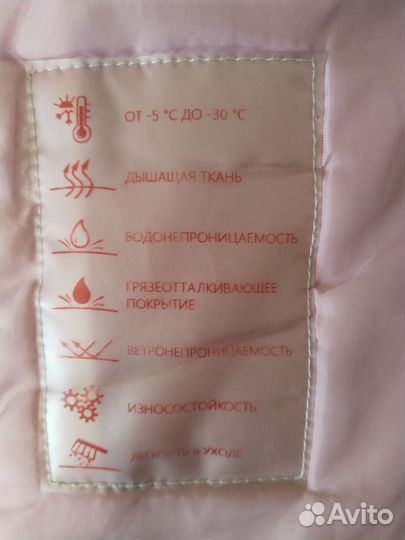 ОТ -5 °С ДО -30 °С
ДЫШАЩАЯ ТКАНЬ
ВОДОНЕПРОНИЦАЕМОСТЬ
ГРЯЗЕОТТАЛКИВАЮЩЕЕ
ПОКРЫТИЕ
ВЕТРОНЕПРОНИЦАЕМОСТЬ
ИЗНОСОСТОЙКОСТЬ
ЛЕГКОСТЬ в УХОДЕ
Avito